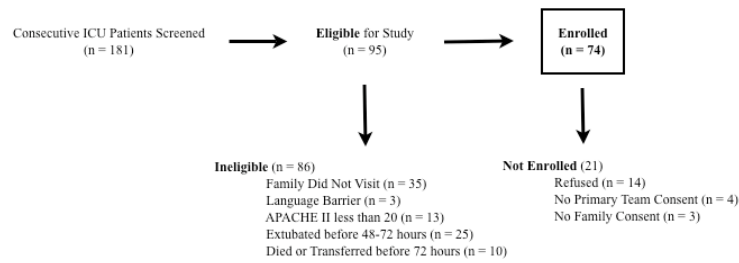 Consecutive ICU Patients Screened
(n = 181)
Eligible for Study
(n = 95)
Enrolled
(n = 74)
Ineligible (n = 86)
Family Did Not Visit (n = 35)
Language Barrier (n = 3)
APACHE II less than 20 (n = 13)
Extubated before 48-72 hours (n = 25)
Died or Transferred before 72 hours (n = 10)
Not Enrolled (21)
Refused (n = 14)
No Primary Team Consent (n = 4)
No Family Consent (n = 3)